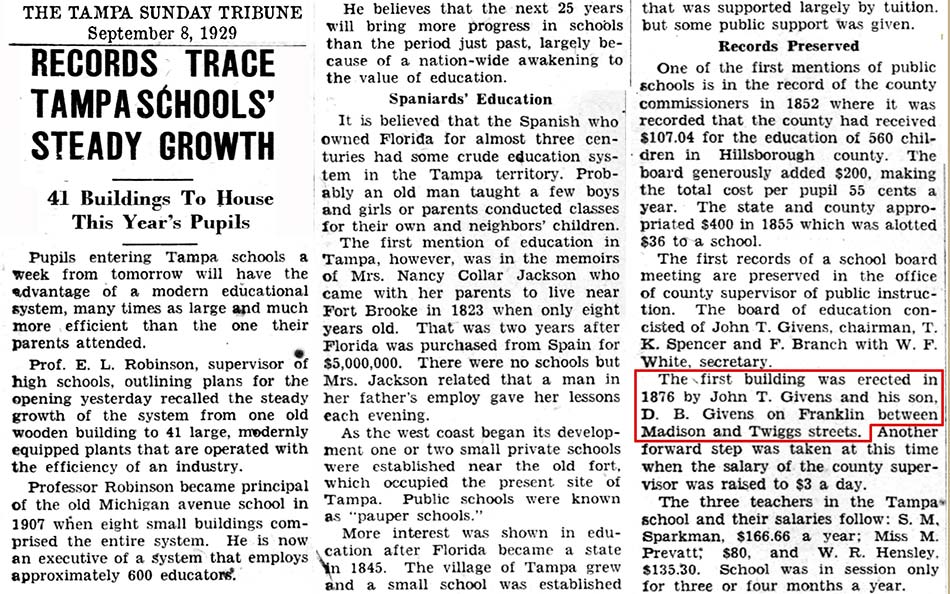 THE TAMPA SUNDAY TRIBUNE
September 8, 1929
RECORDS TRACE
TAMPA SCHOOLS'
STEADY GROWTH
41 Buildings To House
This Year's Pupils
Pupils entering Tampa schools a
week from tomorrow will have the
advantage of a modern educational
system, many times as large and much
more efficient than the one their
parents attended.
Prof. E. L. Robinson, supervisor of
high schools, outlining plans for the
opening yesterday recalled the steady
growth of the system from one old
wooden building to 41 large, modernly
equipped plants that are operated with
the efficiency of an industry.
Professor Robinson became principal
of the old Michigan avenue school in
1907 when eight small buildings com-
prised the entire system. He is now
an executive of a system that employs
approximately 600 educators.
He believes that the next 25 years
will bring more progress in schools
than the period just past, largely be-
cause of a nation-wide awakening to
the value of education.
Spaniards' Education
It is believed that the Spanish who
owned Florida for almost three cen-
turies had some crude education sys-
tem in the Tampa territory. Prob-
ably an old man taught a few boys
and girls or parents conducted classes
for their own and neighbors' children.
The first mention of education in
Tampa, however, was in the memoirs
of Mrs. Nancy Collar Jackson who
came with her parents to live near
Fort Brooke in 1823 when only eight
years old. That was two years after
Florida was purchased from Spain for
$5,000,000. There were no schools but
Mrs. Jackson related that a man in
her father's employ gave her lessons
each evening.
As the west coast began its develop-
ment one or two small private schools
were established near the old fort,
which occupied the present site of
Tampa. Public schools were known
as "pauper schools."
More interest was shown in edu-
cation after Florida became a state
in 1845. The village of Tampa grew
and a small school was established
that was supported largely by tuition.
but some public support was given.
Records Preserved
One of the first mentions of public
schools is in the record of the county
commissioners in 1852 where it was
recorded that the county had received
$107.04 for the education of 560 chil-
dren in Hillsborough county. The
board generously added $200, making
the total cost per pupil 55 cents a
year. The state and county appro-
priated $400 in 1855 which was alotted
$36 to a school.
The first records of a school board
meeting are preserved in the office
of county supervisor of public instruc-
tion. The board of education con-
cisted of John T. Givens, chairman, T.
K. Spencer and F. Branch with W. F.
White, secretary.
The first building was erected in
1876 by John T. Givens and his son,
D. B. Givens on Franklin between
Madison and Twiggs streets. Another
forward step was taken at this time
when the salary of the county super-
visor was raised to $3 a day.
The three teachers in the Tampa
school and their salaries follow: S. M.
Sparkman, $166.66 a year; Miss M.
Prevatt; $80, and W. R. Hensley.
$135.30. School was in session only
for three or four months a year.